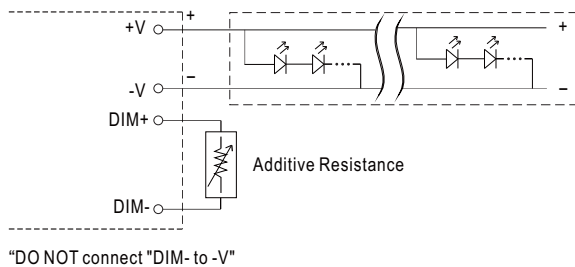 +V
+
+
-V
–
–
DIM+
Additive Resistance
DIM-
“DO NOT connect "DIM- to -V"